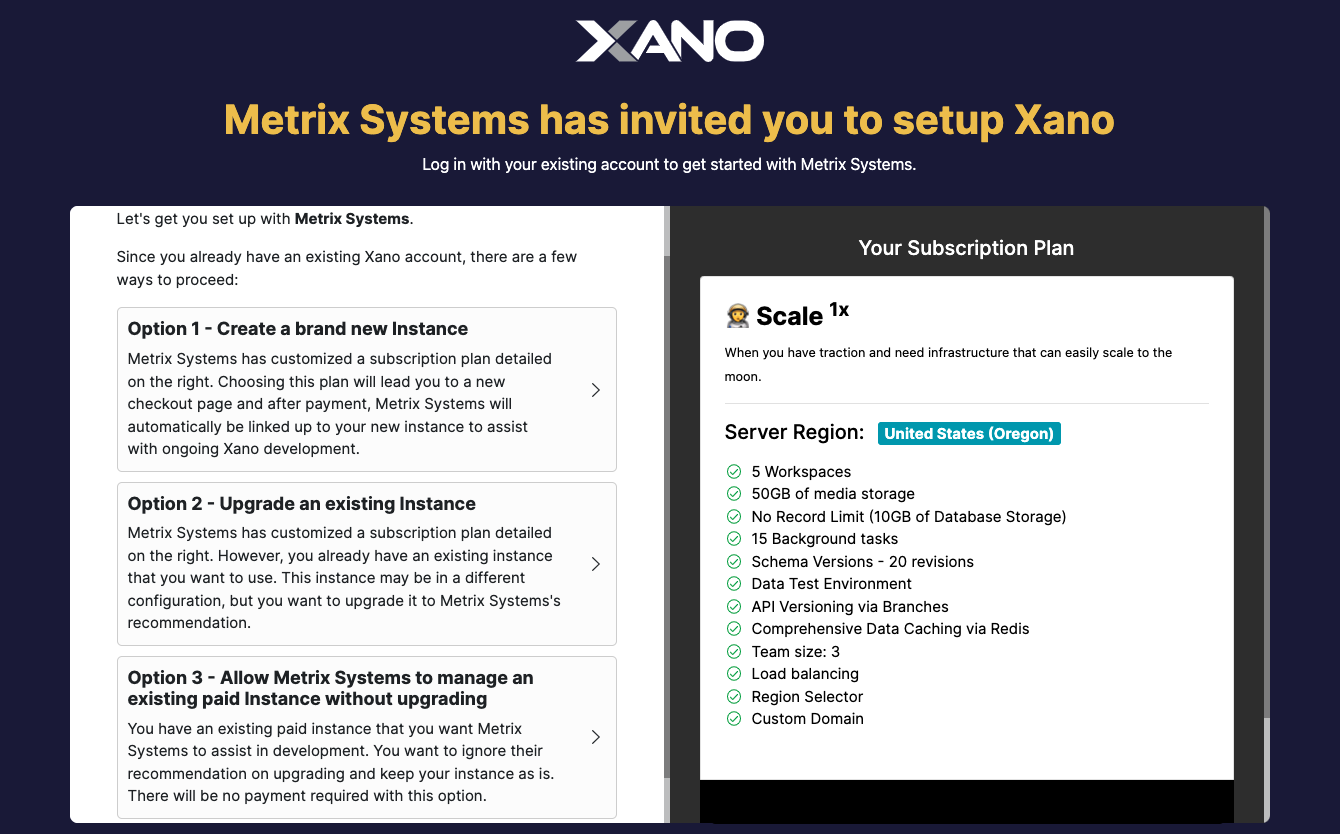 XANO
Metrix Systems has invited you to setup Xano
Log in with your existing account to get started with Metrix Systems.
Let's get you set up with Metrix Systems.
Since you already have an existing Xano account, there are a few
ways to proceed:
Option 1 - Create a brand new Instance
Metrix Systems has customized a subscription plan detailed
on the right. Choosing this plan will lead you to a new
checkout page and after payment, Metrix Systems will
automatically be linked up to your new instance to assist
with ongoing Xano development.
Option 2 - Upgrade an existing Instance
Metrix Systems has customized a subscription plan detailed
on the right. However, you already have an existing instance
that you want to use. This instance may be in a different
configuration, but you want to upgrade it to Metrix Systems's
recommendation.
Option 3 - Allow Metrix Systems to manage an
existing paid Instance without upgrading
You have an existing paid instance that you want Metrix
Systems to assist in development. You want to ignore their
recommendation on upgrading and keep your instance as is.
There will be no payment required with this option.
Your Subscription Plan
Scale 1x
When you have traction and need infrastructure that can easily scale to the
moon.
Server Region: United States (Oregon)
5 Workspaces
50GB of media storage
No Record Limit (10GB of Database Storage)
15 Background tasks
Schema Versions - 20 revisions
Data Test Environment
API Versioning via Branches
Comprehensive Data Caching via Redis
Team size: 3
Load balancing
Region Selector
Custom Domain